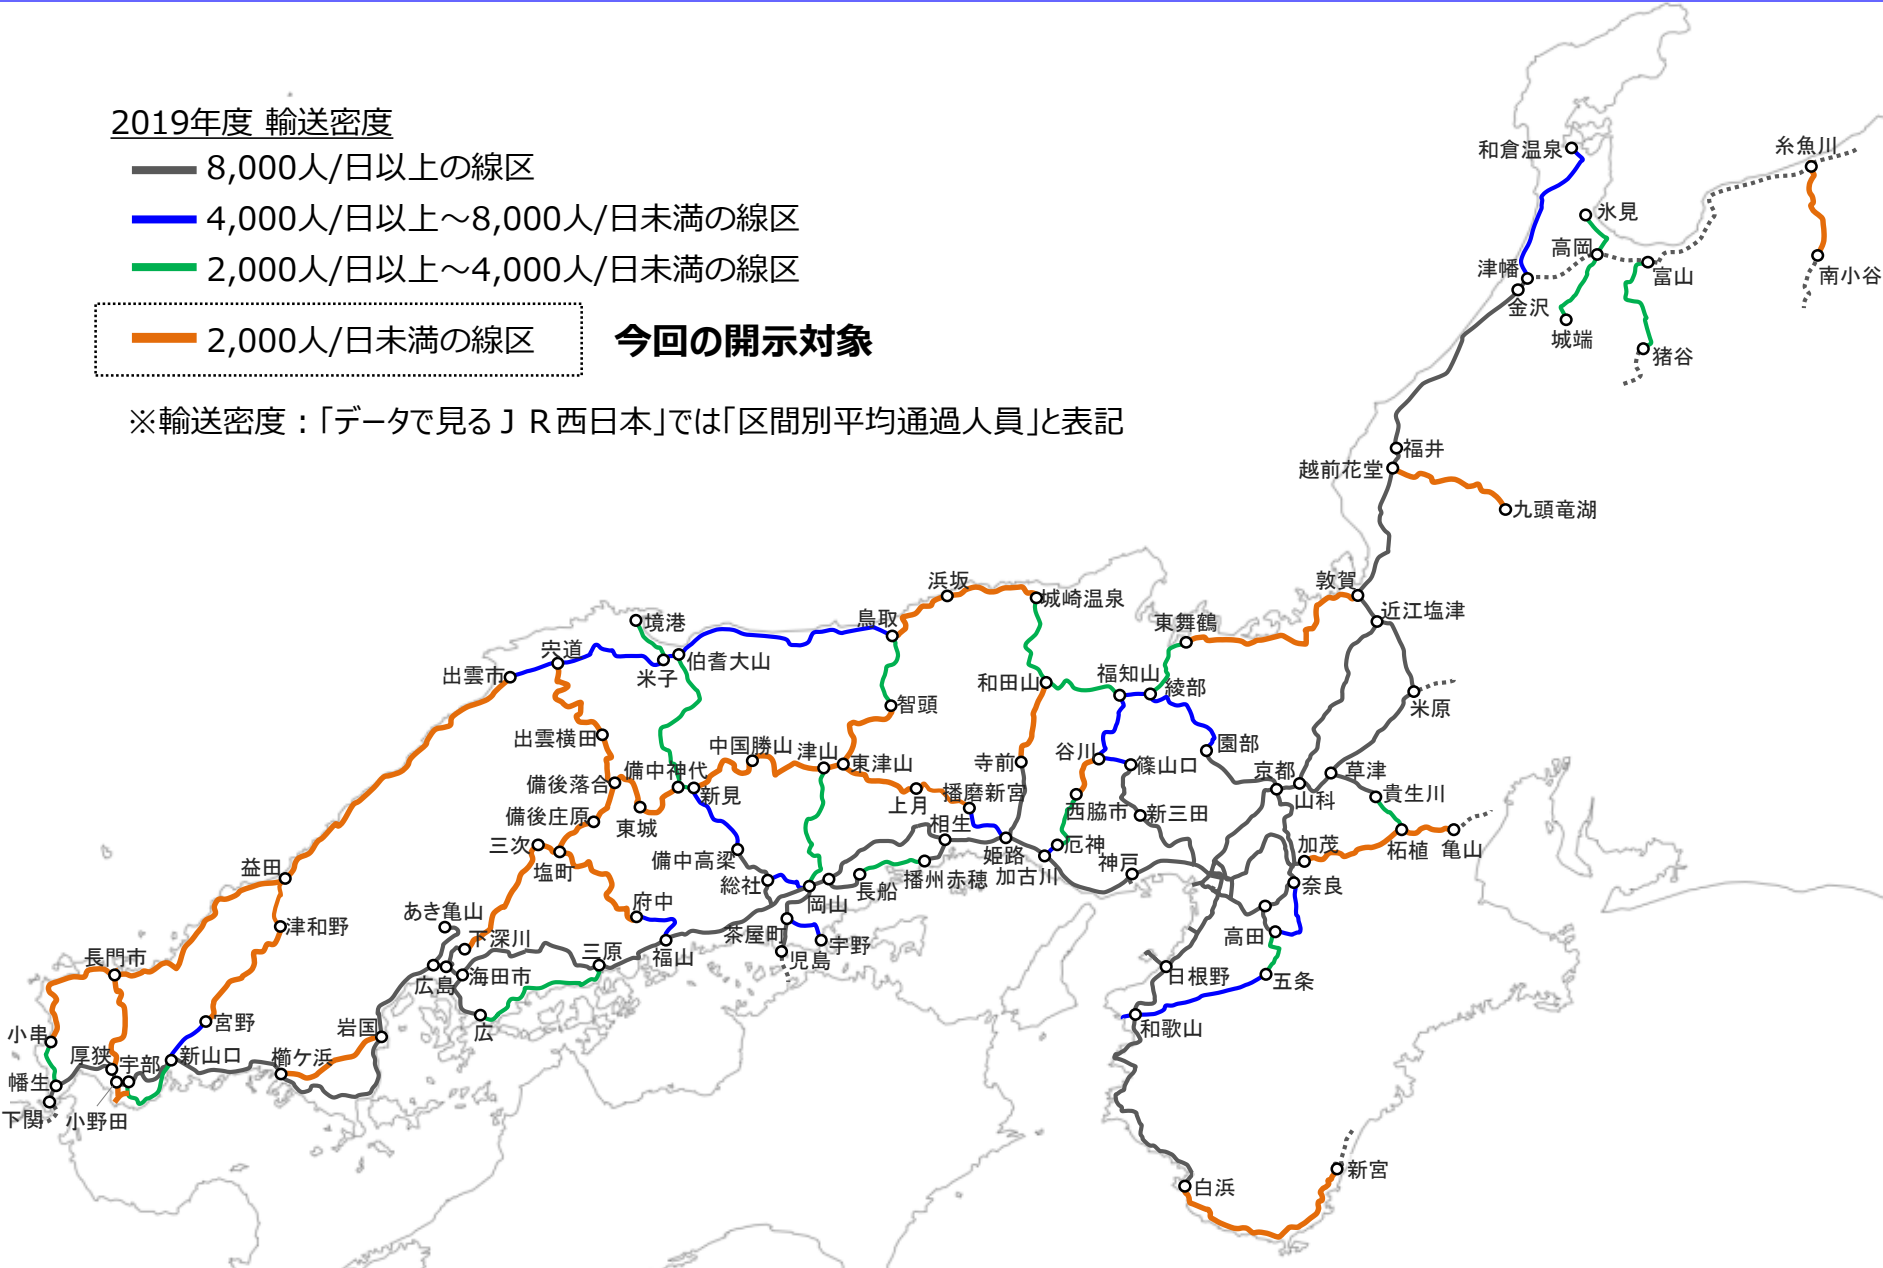 2019年度 輸送密度
8,000人/日以上の線区
4,000人/日以上～8,000人/日未満の線区
2,000人/日以上～4,000人/日未満の線区
2,000人/日未満の線区
今回の開示対象
※輸送密度：「データで見るＪＲ西日本」では「区間別平均通過人員」と表記
和倉温泉
糸魚川
氷見
高岡
津幡
富山
南小谷
金沢
城端
猪谷
福井
越前花堂
九頭竜湖
敦賀
近江塩津
浜坂
城崎温泉
鳥取
東舞鶴
境港
宍道
伯耆大山
米子
出雲市
和田山
福知山
綾部
米原
智頭
出雲横田
中国勝山
津山
東津山
寺前
谷川
篠山口
園部
京都
山科
草津
備中神代
備後落合
新見
上月
播磨新宮
西脇市
新三田
貴生川
備後庄原
東城
相生
三次
塩町
備中高梁
姫路
加古川
厄神
神戸
加茂
柘植
亀山
益田
総社
岡山
長船
播州赤穂
奈良
府中
あき亀山
津和野
下深川
三原
福山
茶屋町
宇野
児島
高田
長門市
広島
海田市
日根野
五条
広
和歌山
小串
宮野
岩国
厚狭
宇部
新山口
櫛ケ浜
幡生
下関
小野田
白浜
新宮